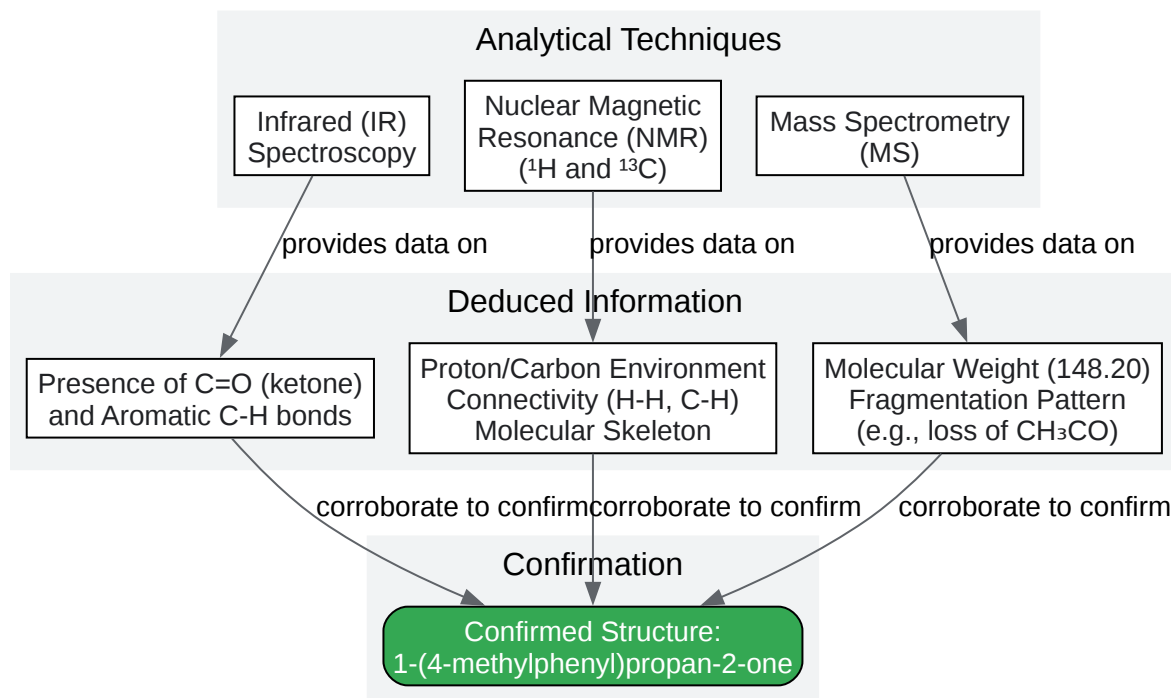 Analytical Techniques
Infrared (IR)
Spectroscopy
Nuclear Magnetic
Resonance (NMR)
(¹H and ¹³C)
Mass Spectrometry
(MS)
provides data on
provides data on
provides data on
Deduced Information
Presence of C=O (ketone)
and Aromatic C-H bonds
Proton/Carbon Environment
Connectivity (H-H, C-H)
Molecular Skeleton
Molecular Weight (148.20)
Fragmentation Pattern
(e.g., loss of CH₃CO)
corroborate to confirm
corroborate to confirm
corroborate to confirm
Confirmation
Confirmed Structure:
1-(4-methylphenyl)propan-2-one